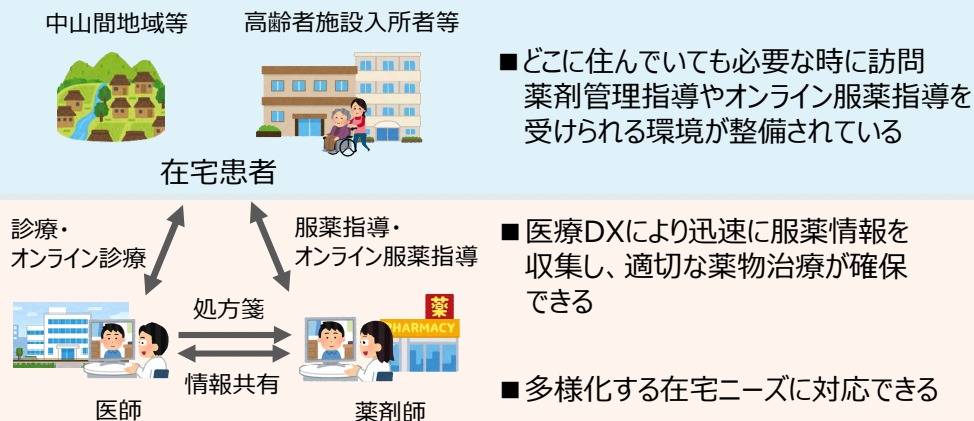 中山間地域等
高齢者施設入所者等
在宅患者
■どこに住んでいても必要な時に訪問
薬剤管理指導やオンライン服薬指導を
受けられる環境が整備されている
診療・
オンライン診療
服薬指導・
オンライン服薬指導
処方箋
情報共有
医師
薬
PHARMACY
薬剤師
■医療DXにより迅速に服薬情報を
収集し、適切な薬物治療が確保
できる
■多様化する在宅ニーズに対応できる